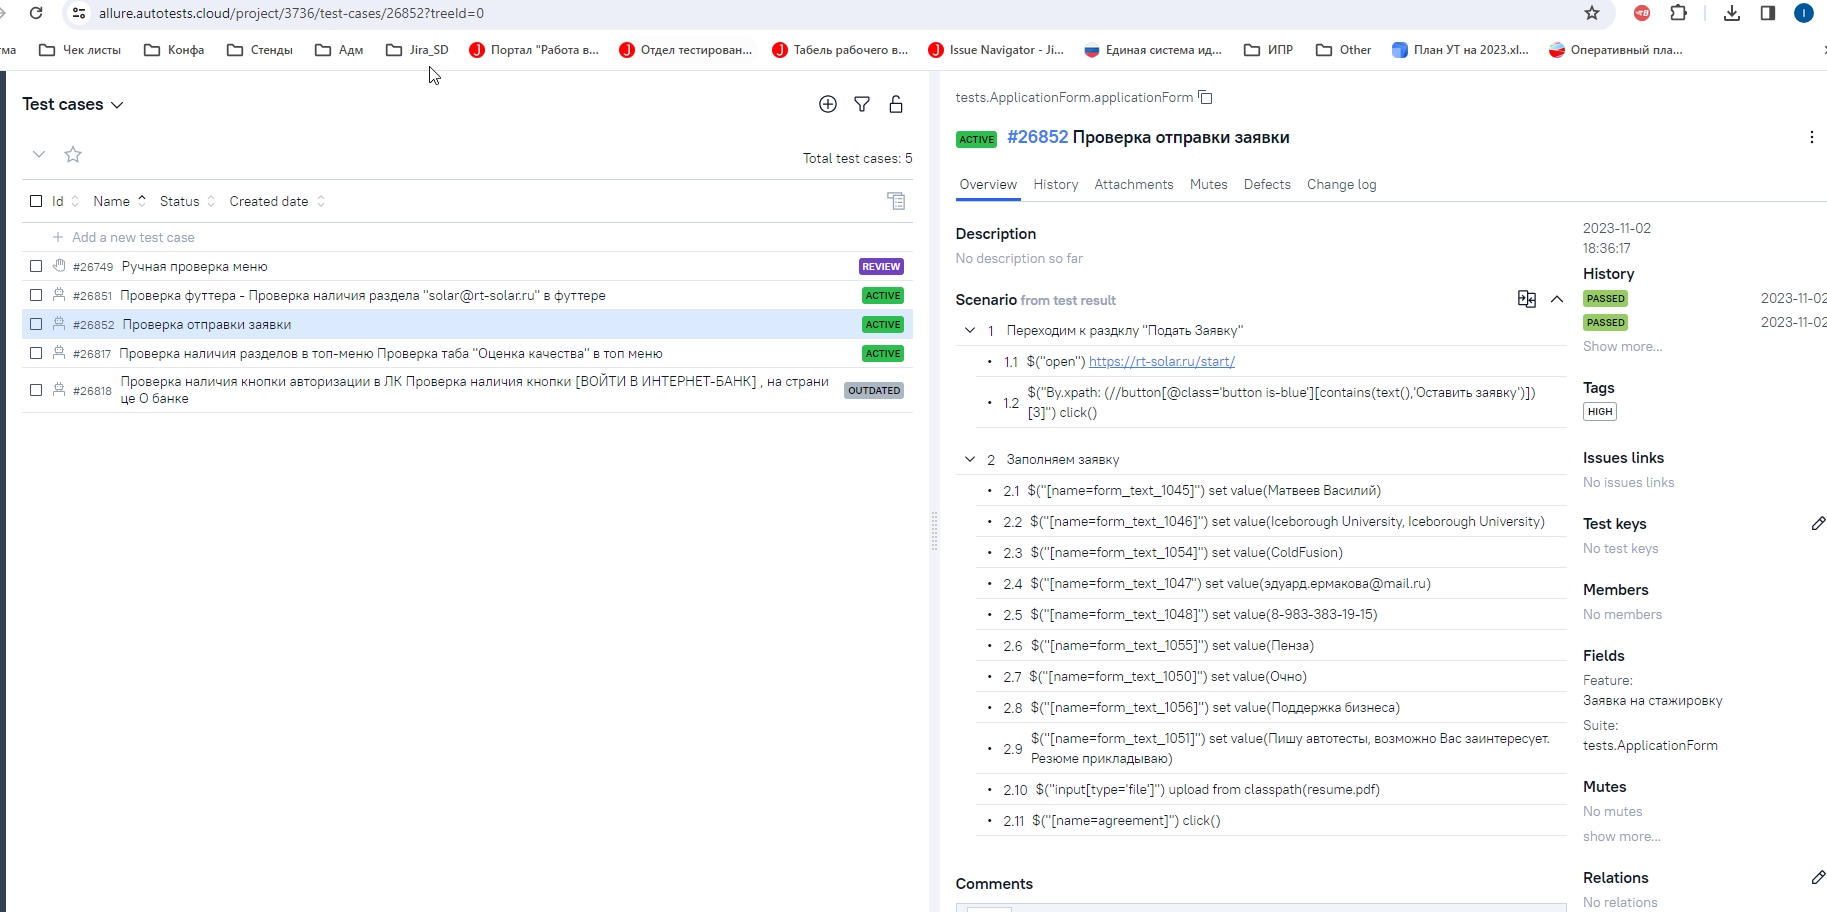 allure.autotests.cloud/project/3736/test-cases/26852?treeId=0
Чек листы
Конфа
Стенды
Адм
Jira_SD
Портал "Работа в...
Отдел тестирован...
Табель рабочего в...
Issue Navigator - Ji...
Единая система ид...
ИПР
Other
План УТ на 2023.xl...
Оперативный пла...
Test cases
Total test cases: 5
Id Name Status Created date
+ Add a new test case
#26749 Ручная проверка меню REVIEW
#26851 Проверка футтера - Проверка наличия раздела "solar@rt-solar.ru" в футтере ACTIVE
#26852 Проверка отправки заявки ACTIVE
#26817 Проверка наличия разделов в топ-меню Проверка таба "Оценка качества" в топ меню ACTIVE
#26818 Проверка наличия кнопки авторизации в ЛК Проверка наличия кнопки [ВОЙТИ В ИНТЕРНЕТ-БАНК] , на страни
це О банке OUTDATED
tests.ApplicationForm.applicationForm
ACTIVE #26852 Проверка отправки заявки
Overview History Attachments Mutes Defects Change log
Description
No description so far
Scenario from test result
1 Переходим к раздклу "Подать Заявку"
1.1 $("open") https://rt-solar.ru/start/
1.2 $("By.xpath: (//button[@class='button is-blue'][contains(text(),'Оставить заявку')])
[3]") click()
2 Заполняем заявку
2.1 $("[name=form_text_1045]") set value(Матвеев Василий)
2.2 $("[name=form_text_1046]") set value(Iceborough University, Iceborough University)
2.3 $("[name=form_text_1054]") set value(ColdFusion)
2.4 $("[name=form_text_1047") set value(эдуард.ермакова@mail.ru)
2.5 $("[name=form_text_1048]") set value(8-983-383-19-15)
2.6 $("[name=form_text_1055]") set value(Пенза)
2.7 $("[name=form_text_1050]") set value(Очно)
2.8 $("[name=form_text_1056]") set value(Поддержка бизнеса)
2.9 $("[name=form_text_1051]") set value(Пишу автотесты, возможно Вас заинтересует.
Резюме прикладываю)
2.10 $("input[type='file']") upload from classpath(resume.pdf)
2.11 $("[name=agreement]") click()
Comments
2023-11-02
18:36:17
History
PASSED 2023-11-02
PASSED 2023-11-02
Show more...
Tags
HIGH
Issues links
No issues links
Test keys
No test keys
Members
No members
Fields
Feature:
Заявка на стажировку
Suite:
tests.ApplicationForm
Mutes
No mutes
show more...
Relations
No relations